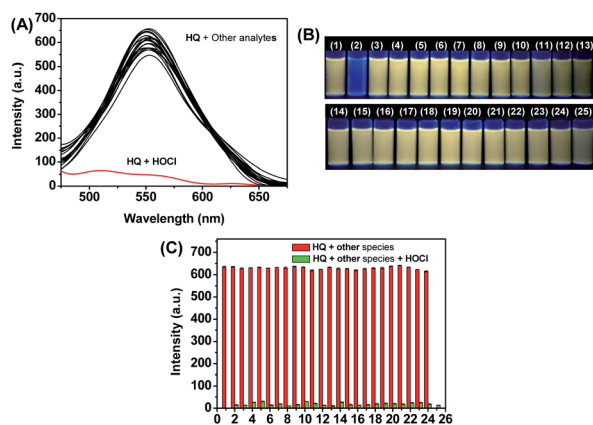 (A)
700
600
500
400
300
200
100
0
Intensity (a.u.)
HQ + Other analytes
HQ + HOCl
500 550 600 650
Wavelength (nm)
(B)
(1) (2) (3) (4) (5) (6) (7) (8) (9) (10) (11) (12) (13)
(14) (15) (16) (17) (18) (19) (20) (21) (22) (23) (24) (25)
(C)
700
600
500
400
300
200
100
0
Intensity (a.u.)
HQ + other species
HQ + other species + HOCl
0 2 4 6 8 10 12 14 16 18 20 22 24 26